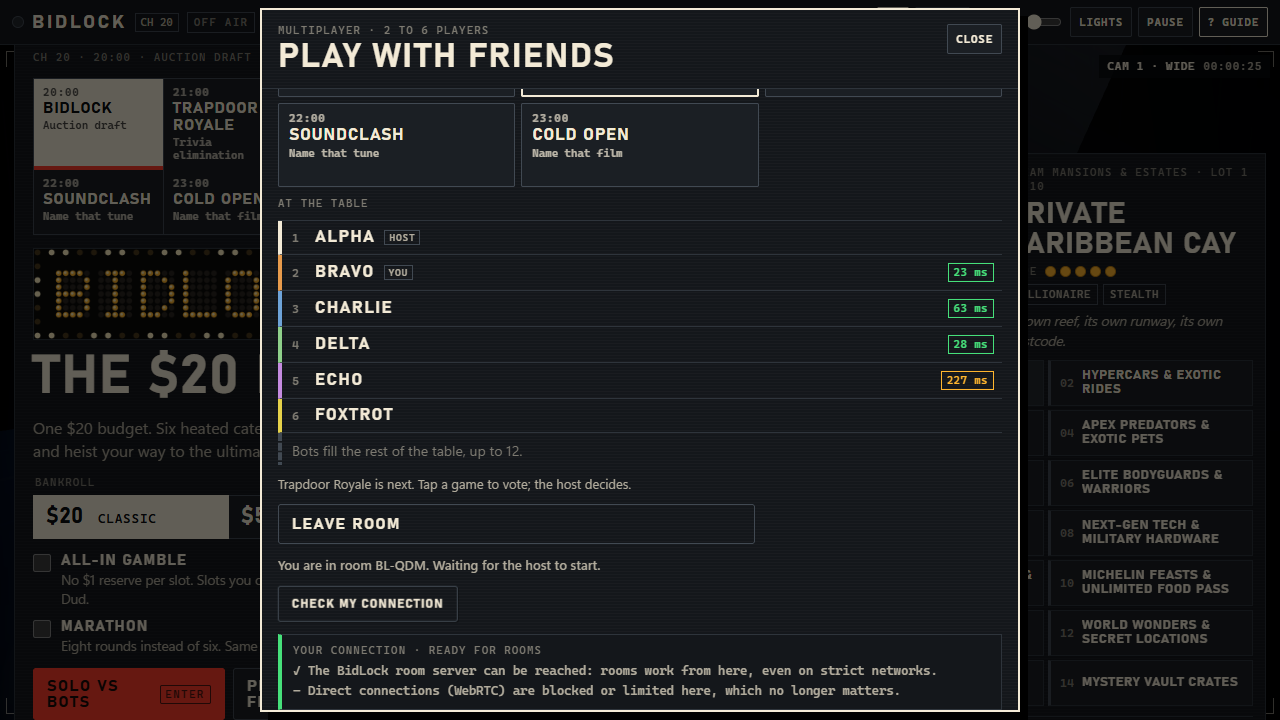 BIDLOCK CH 20 OFF AIR
LIGHTS PAUSE ? GUIDE
CAM 1 · WIDE 00:00:25
MULTIPLAYER · 2 TO 6 PLAYERS
PLAY WITH FRIENDS
CLOSE
22:00
SOUNDCLASH
Name that tune
23:00
COLD OPEN
Name that film
AT THE TABLE
1 ALPHA HOST
2 BRAVO YOU 23 ms
3 CHARLIE 63 ms
4 DELTA 28 ms
5 ECHO 227 ms
6 FOXTROT
Bots fill the rest of the table, up to 12.
Trapdoor Royale is next. Tap a game to vote; the host decides.
LEAVE ROOM
You are in room BL-QDM. Waiting for the host to start.
CHECK MY CONNECTION
YOUR CONNECTION · READY FOR ROOMS
✓ The BidLock room server can be reached: rooms work from here, even on strict networks.
– Direct connections (WebRTC) are blocked or limited here, which no longer matters.
CH 20 · 20:00 · AUCTION DRAFT
20:00
BIDLOCK
Auction draft
21:00
TRAPDOOR
ROYALE
Trivia
elimination
22:00
SOUNDCLASH
Name that tune
23:00
COLD OPEN
Name that film
BIDLO
THE $20
One $20 budget. Six heated cate
and heist your way to the ultima
BANKROLL
$20 CLASSIC
ALL-IN GAMBLE
No $1 reserve per slot. Slots you
Dud.
MARATHON
Eight rounds instead of six. Same
SOLO VS
BOTS
ENTER
AM MANSIONS & ESTATES · LOT 1
10
RIVATE
ARIBBEAN CAY
LLIONAIRE STEALTH
own reef, its own runway, its own
stcode.
02 HYPERCARS & EXOTIC
RIDES
04 APEX PREDATORS &
EXOTIC PETS
06 ELITE BODYGUARDS &
WARRIORS
08 NEXT-GEN TECH &
MILITARY HARDWARE
10 MICHELIN FEASTS &
UNLIMITED FOOD PASS
12 WORLD WONDERS &
SECRET LOCATIONS
14 MYSTERY VAULT CRATES